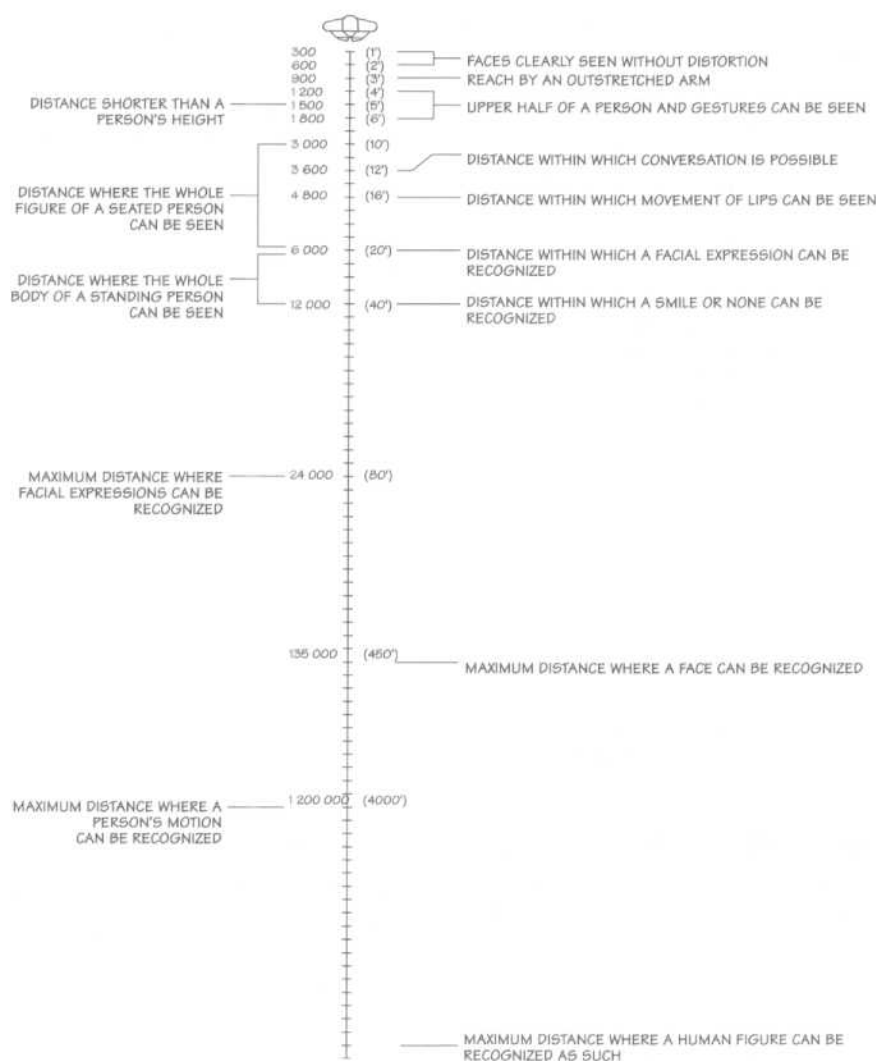 300 (1')
600 (2')
FACES CLEARLY SEEN WITHOUT DISTORTION
900 (3')
REACH BY AN OUTSTRETCHED ARM
1 200 (4')
DISTANCE SHORTER THAN A
PERSON'S HEIGHT
1 500 (5')
UPPER HALF OF A PERSON AND GESTURES CAN BE SEEN
1 800 (6')
3 000 (10')
3 600 (12')
DISTANCE WITHIN WHICH CONVERSATION IS POSSIBLE
DISTANCE WHERE THE WHOLE
FIGURE OF A SEATED PERSON
CAN BE SEEN
4 800 (16')
DISTANCE WITHIN WHICH MOVEMENT OF LIPS CAN BE SEEN
6 000 (20')
DISTANCE WITHIN WHICH A FACIAL EXPRESSION CAN BE
RECOGNIZED
DISTANCE WHERE THE WHOLE
BODY OF A STANDING PERSON
CAN BE SEEN
12 000 (40')
DISTANCE WITHIN WHICH A SMILE OR NONE CAN BE
RECOGNIZED
MAXIMUM DISTANCE WHERE
FACIAL EXPRESSIONS CAN BE
RECOGNIZED
24 000 (80')
135 000 (450')
MAXIMUM DISTANCE WHERE A FACE CAN BE RECOGNIZED
MAXIMUM DISTANCE WHERE A
PERSON'S MOTION
CAN BE RECOGNIZED
1 200 000 (4000')
MAXIMUM DISTANCE WHERE A HUMAN FIGURE CAN BE
RECOGNIZED AS SUCH